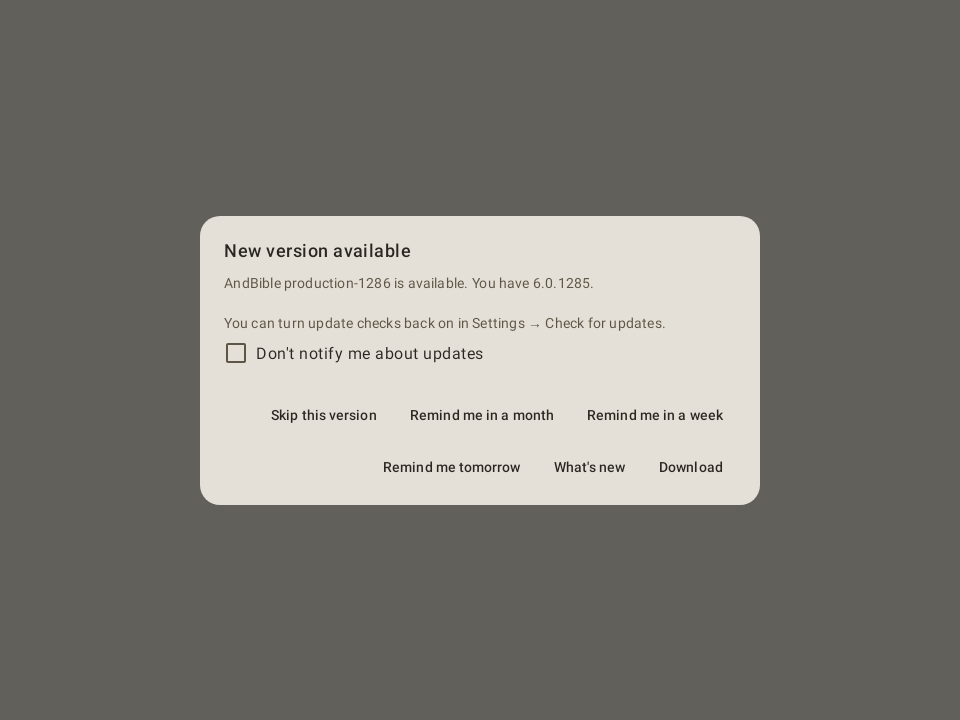 New version available
AndBible production-1286 is available. You have 6.0.1285.
You can turn update checks back on in Settings → Check for updates.
Don't notify me about updates
Skip this version Remind me in a month Remind me in a week
Remind me tomorrow What's new Download